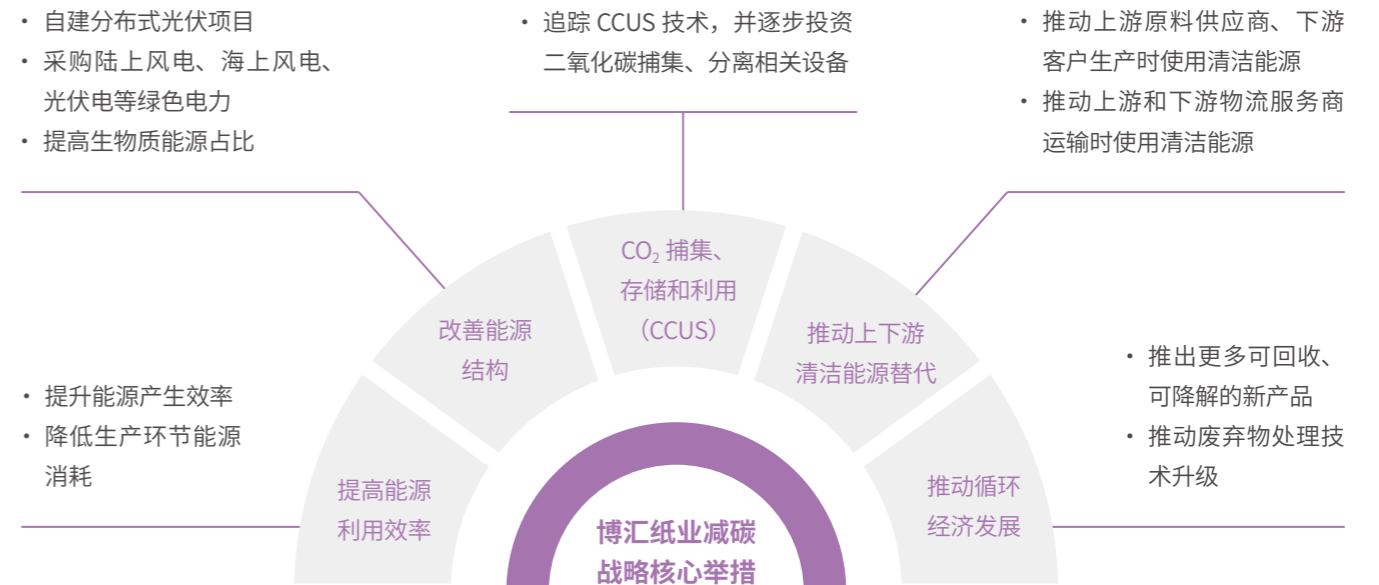 • 自建分布式光伏项目
• 采购陆上风电、海上风电、
光伏电等绿色电力
• 提高生物质能源占比
• 追踪 CCUS 技术，并逐步投资
二氧化碳捕集、分离相关设备
• 推动上游原料供应商、下游
客户生产时使用清洁能源
• 推动上游和下游物流服务商
运输时使用清洁能源
• 提升能源产生效率
• 降低生产环节能源
消耗
提高能源
利用效率
改善能源
结构
CO₂ 捕集、
存储和利用
（CCUS）
推动上下游
清洁能源替代
推动循环
经济发展
• 推出更多可回收、
可降解的新产品
• 推动废弃物处理技
术升级
博汇纸业减碳
战略核心举措